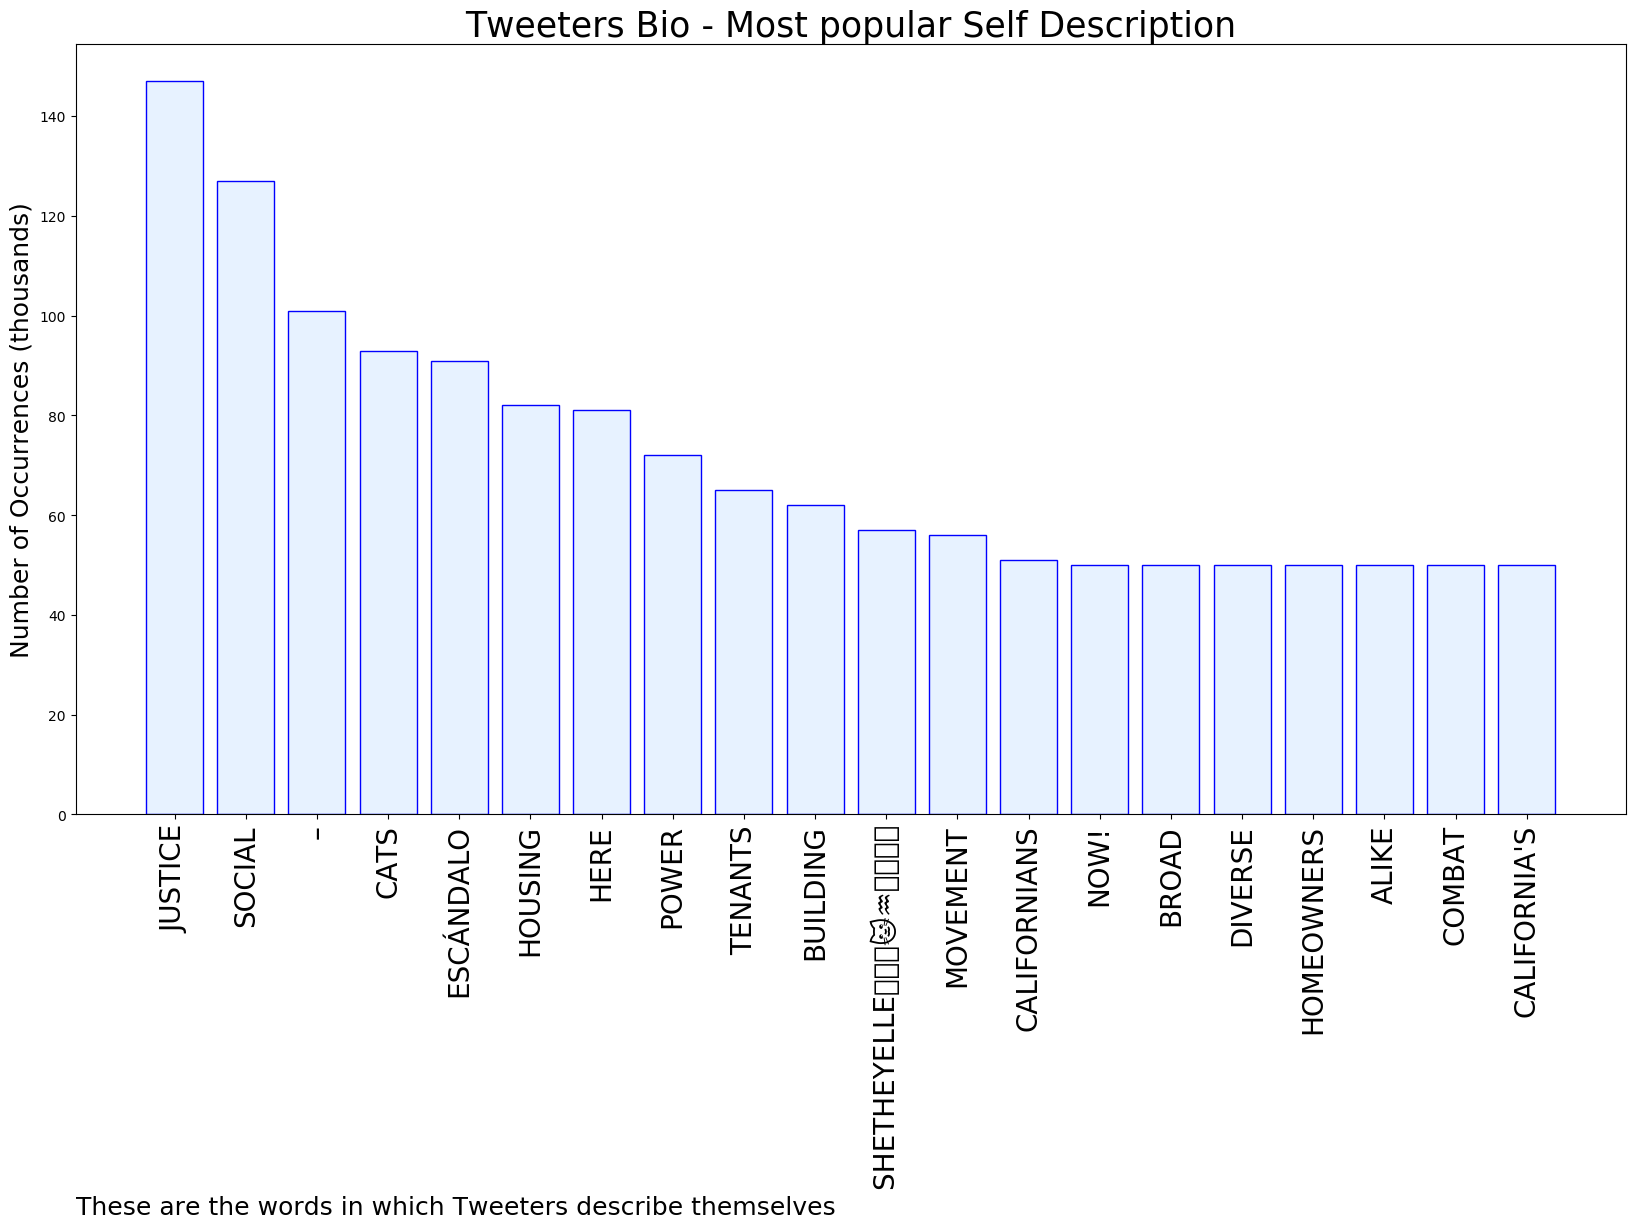 Tweeters Bio - Most popular Self Description
Number of Occurrences (thousands)
140
120
100
80
60
40
20
0
JUSTICE
SOCIAL
–
CATS
ESCÁNDALO
HOUSING
HERE
POWER
TENANTS
BUILDING
SHETHEYELLE▯▯▯🐱♒▯▯▯▯
MOVEMENT
CALIFORNIANS
NOW!
BROAD
DIVERSE
HOMEOWNERS
ALIKE
COMBAT
CALIFORNIA'S
These are the words in which Tweeters describe themselves